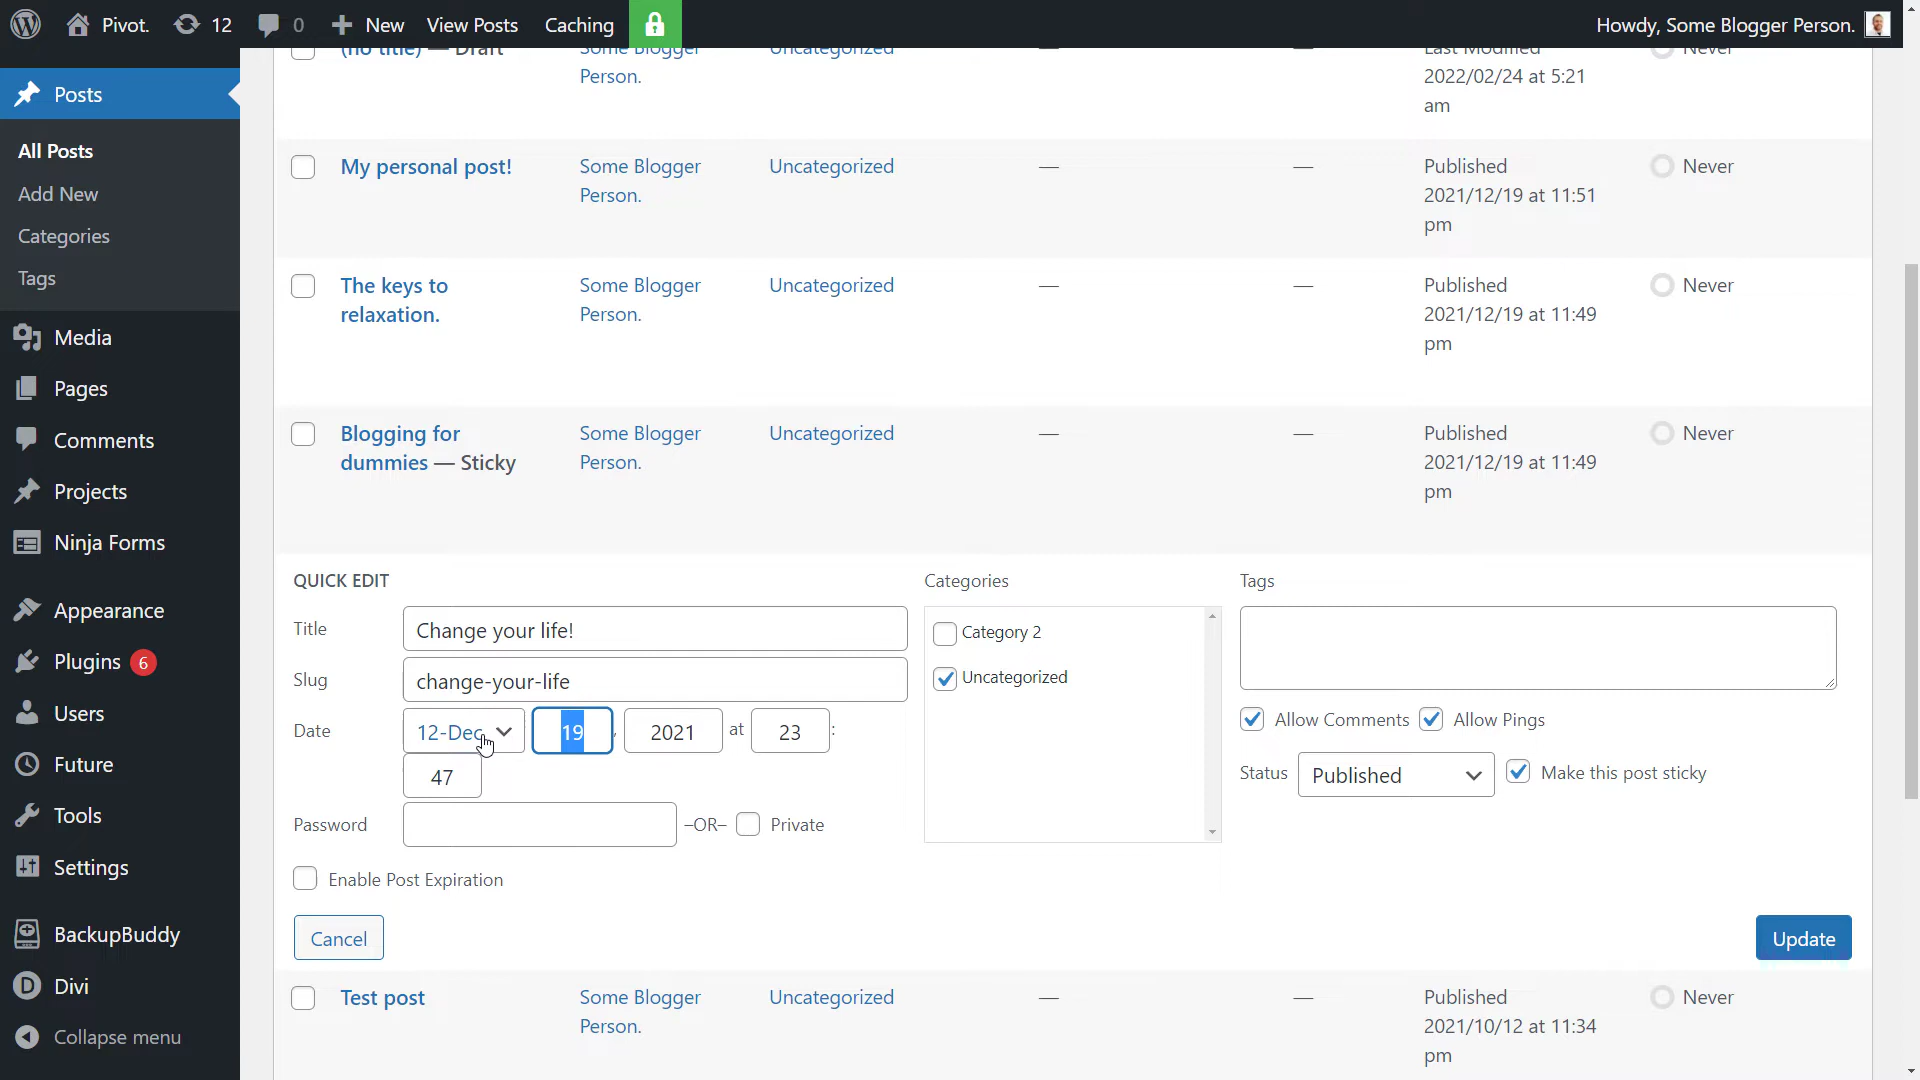 Pivot. 12 0 New View Posts Caching Howdy, Some Blogger Person.
Posts
All Posts
Add New
Categories
Tags
Media
Pages
Comments
Projects
Ninja Forms
Appearance
Plugins 6
Users
Future
Tools
Settings
BackupBuddy
Divi
Collapse menu
(no title) — Draft Some Blogger Uncategorized — — Last Modified Never
Person. 2022/02/24 at 5:21
am
My personal post! Some Blogger Uncategorized — — Published Never
Person. 2021/12/19 at 11:51
pm
The keys to Some Blogger Uncategorized — — Published Never
relaxation. Person. 2021/12/19 at 11:49
pm
Blogging for Some Blogger Uncategorized — — Published Never
dummies — Sticky Person. 2021/12/19 at 11:49
pm
QUICK EDIT
Title Change your life!
Slug change-your-life
Date 12-Dec 19, 2021 at 23 :
47
Password –OR– Private
Enable Post Expiration
Categories
Category 2
Uncategorized
Tags
Allow Comments Allow Pings
Status Published Make this post sticky
Cancel Update
Test post Some Blogger Uncategorized — — Published Never
Person. 2021/10/12 at 11:34
pm